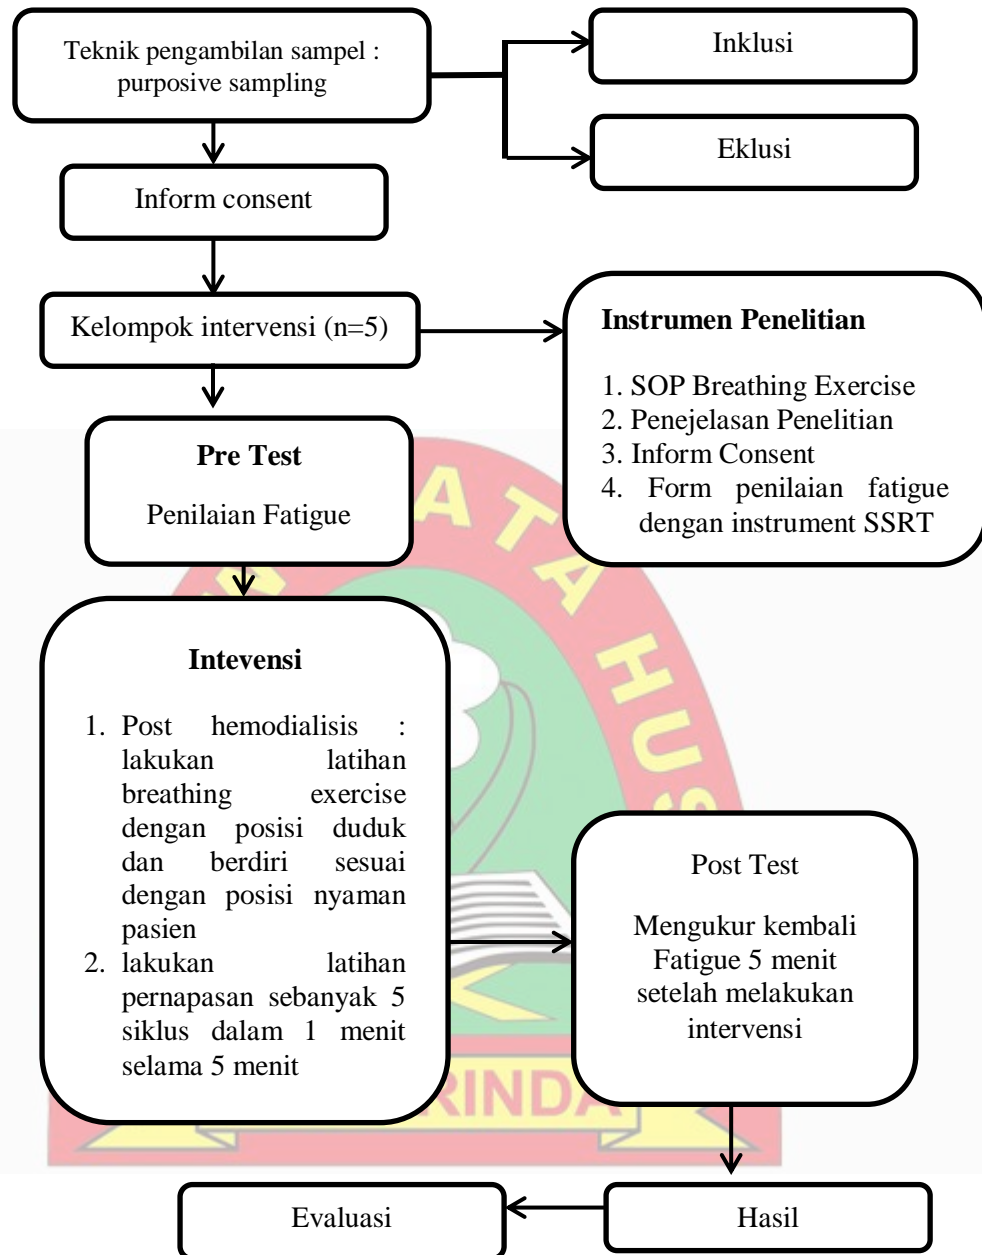 Teknik pengambilan sampel :
purposive sampling
Inklusi
Eklusi
Inform consent
Kelompok intervensi (n=5)
Instrumen Penelitian
1. SOP Breathing Exercise
2. Penejelasan Penelitian
3. Inform Consent
4. Form penilaian fatigue
dengan instrument SSRT
Pre Test
Penilaian Fatigue
Intevensi
1. Post hemodialisis :
lakukan latihan
breathing exercise
dengan posisi duduk
dan berdiri sesuai
dengan posisi nyaman
pasien
2. lakukan latihan
pernapasan sebanyak 5
siklus dalam 1 menit
selama 5 menit
Post Test
Mengukur kembali
Fatigue 5 menit
setelah melakukan
intervensi
Hasil
Evaluasi
ATA HUS
RINDA